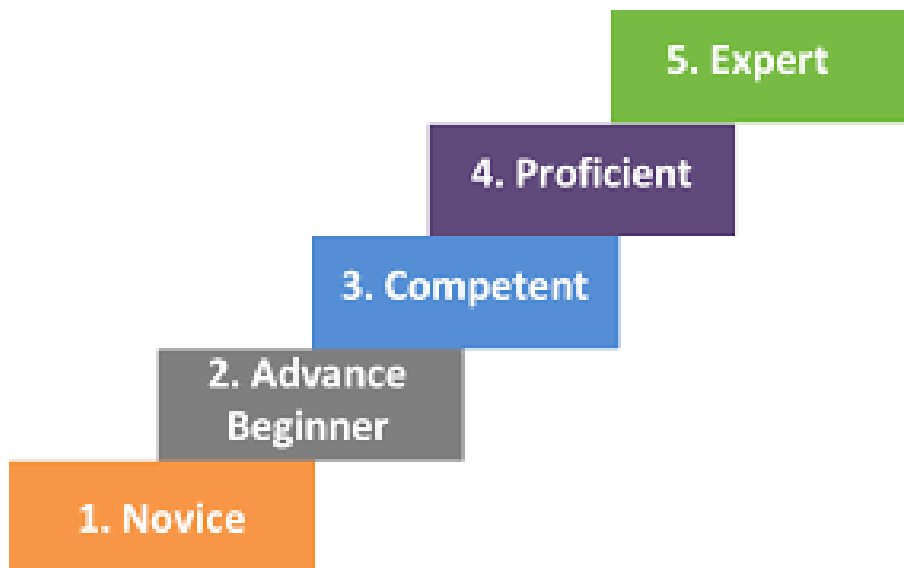 5. Expert
4. Proficient
3. Competent
2. Advance
Beginner
1. Novice